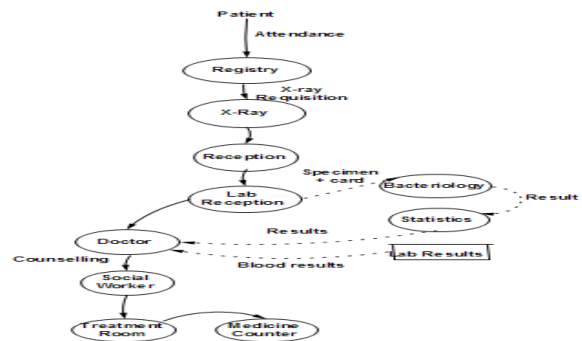 Patient
Attendance
Registry
X-ray
Requisition
X-Ray
Reception
Specimen
+ card
Bacteriology
Lab
Reception
Result
Statistics
Results
Doctor
Lab Results
Counselling
Blood results
Social
Worker
Treatment
Room
Medicine
Counter